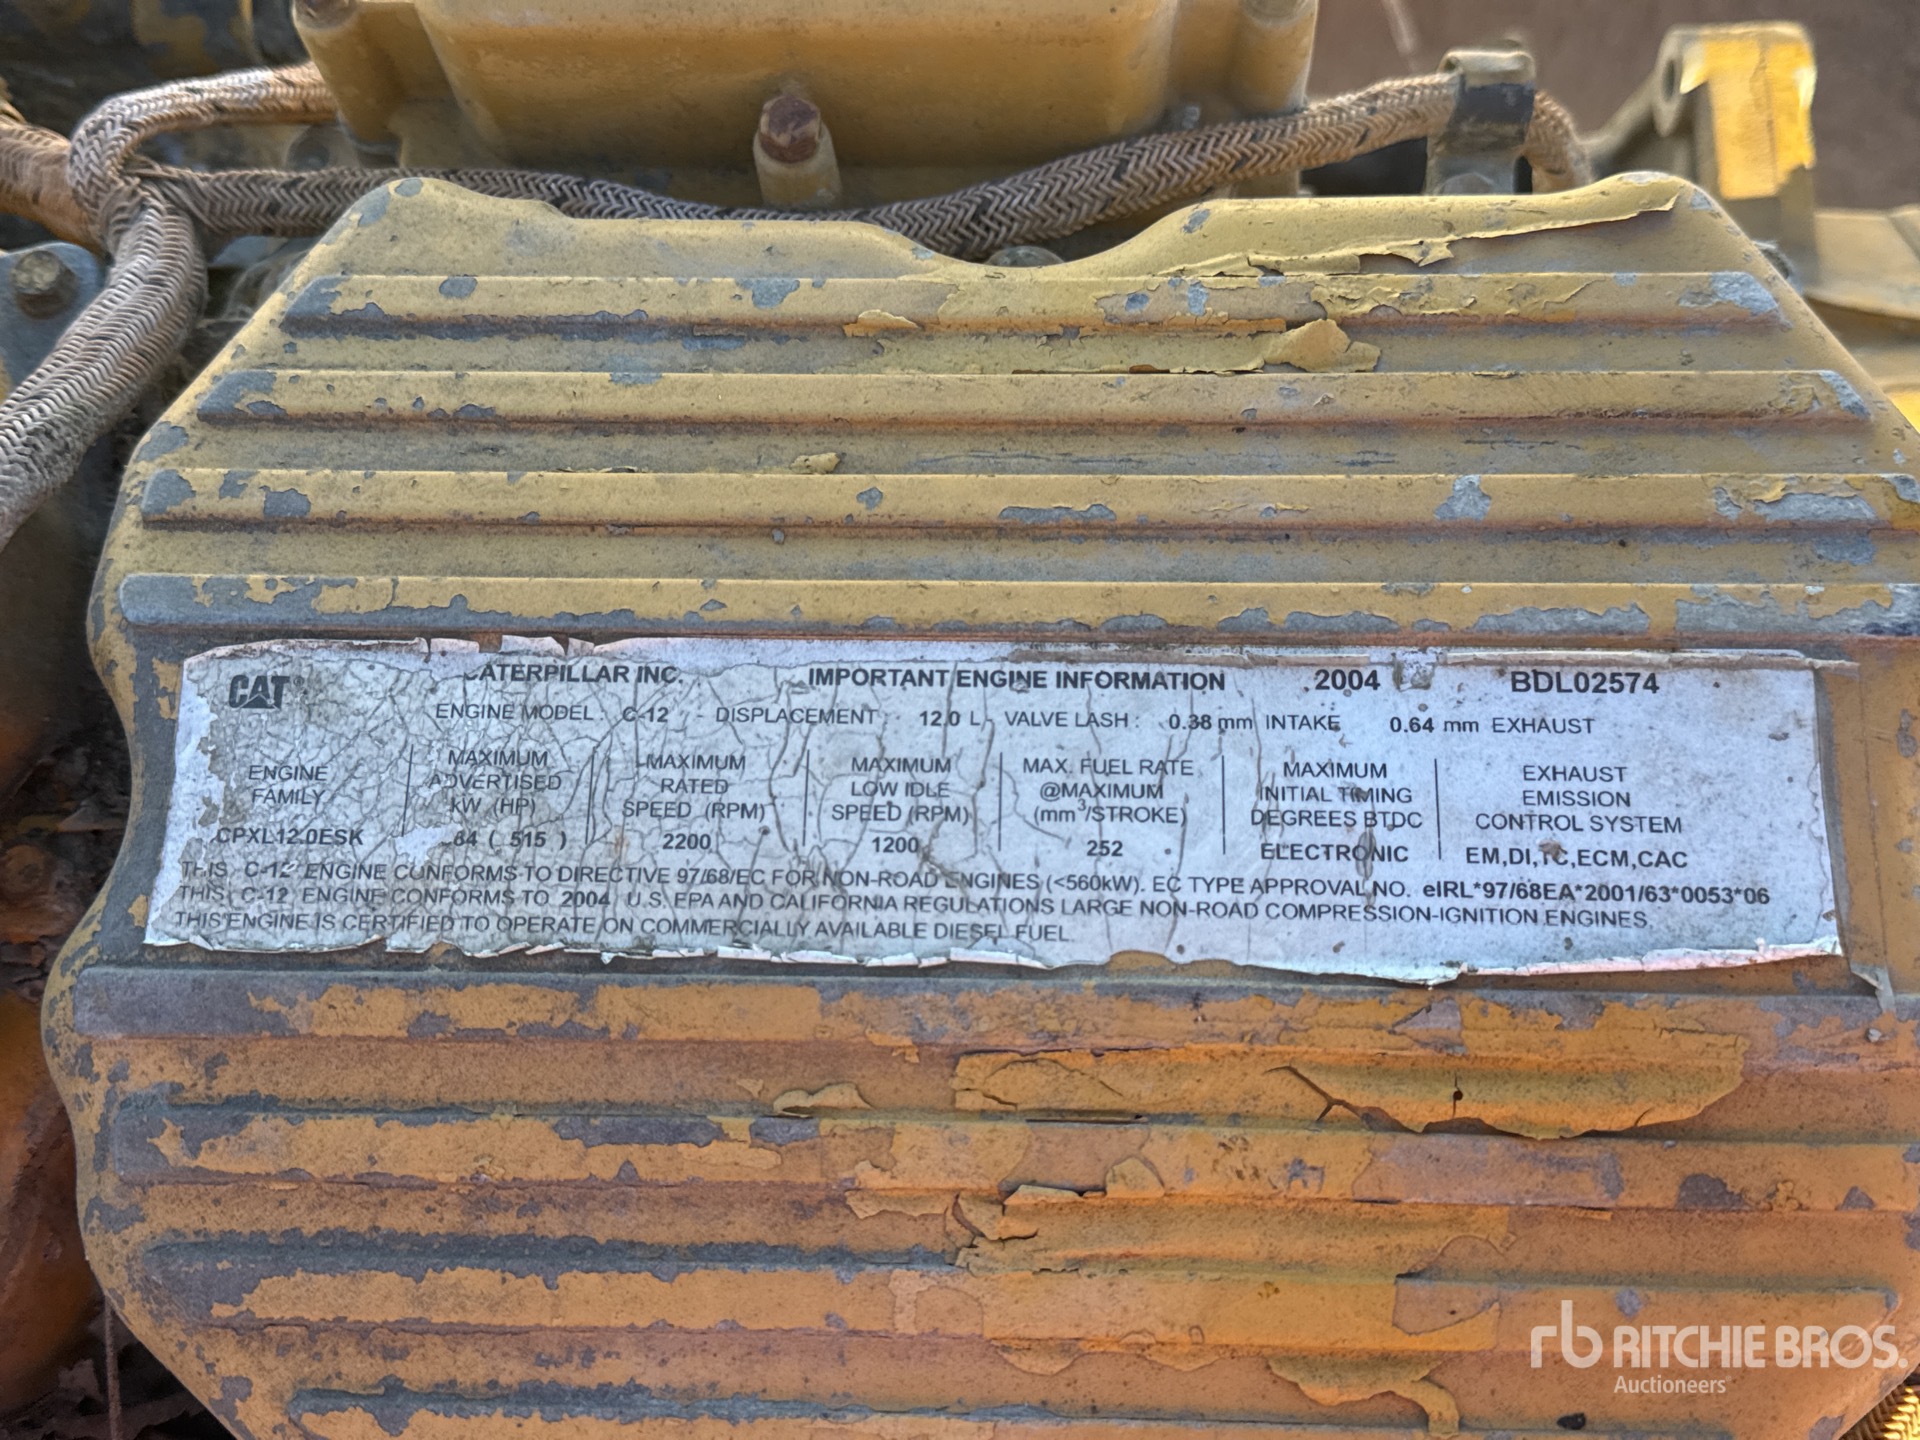 CAT® CATERPILLAR INC. IMPORTANT ENGINE INFORMATION 2004 BDL02574
ENGINE MODEL: C-12 - DISPLACEMENT: 12.0 L - VALVE LASH: 0.38 mm INTAKE 0.64 mm EXHAUST
ENGINE
FAMILY
CPXL12.0ESK
MAXIMUM
ADVERTISED
kW (HP)
84 ( 515 )
MAXIMUM
RATED
SPEED (RPM)
2200
MAXIMUM
LOW IDLE
SPEED (RPM)
1200
MAX. FUEL RATE
@MAXIMUM
(mm³/STROKE)
252
MAXIMUM
INITIAL TIMING
DEGREES BTDC
ELECTRONIC
EXHAUST
EMISSION
CONTROL SYSTEM
EM,DI,TC,ECM,CAC
THIS C-12 ENGINE CONFORMS TO DIRECTIVE 97/68/EC FOR NON-ROAD ENGINES (<560kW). EC TYPE APPROVAL NO. eIRL*97/68EA*2001/63*0053*06
THIS C-12 ENGINE CONFORMS TO 2004 U.S. EPA AND CALIFORNIA REGULATIONS LARGE NON-ROAD COMPRESSION-IGNITION ENGINES.
THIS ENGINE IS CERTIFIED TO OPERATE ON COMMERCIALLY AVAILABLE DIESEL FUEL.
rb RITCHIE BROS.
Auctioneers